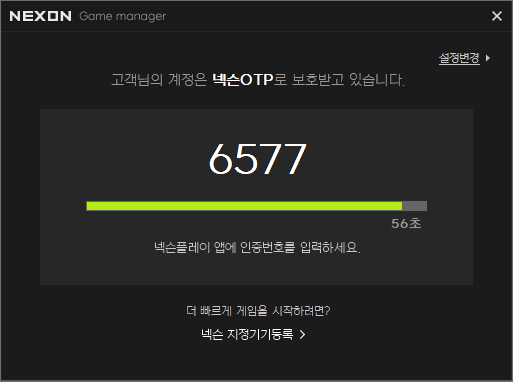 NEXON Game manager
설정변경
고객님의 계정은 넥슨OTP로 보호받고 있습니다.
6577
56초
넥슨플레이 앱에 인증번호를 입력하세요.
더 빠르게 게임을 시작하려면?
넥슨 지정기기등록 >